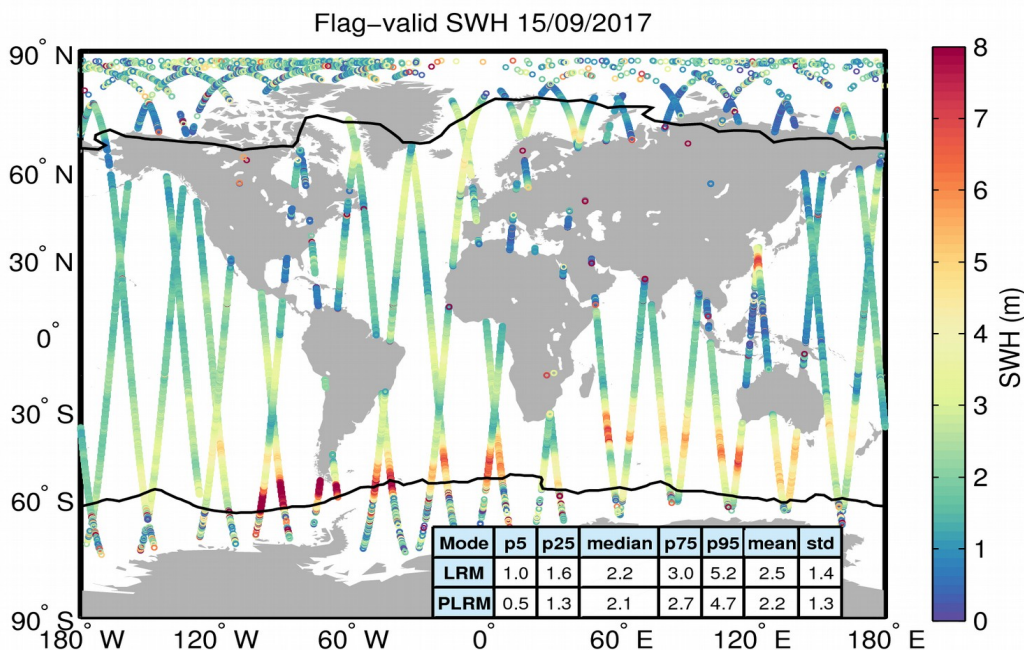 Flag−valid SWH 15/09/2017
90° N
60° N
30° N
0°
30° S
60° S
90° S
180° W
120° W
60° W
0°
60° E
120° E
180° E
Mode p5 p25 median p75 p95 mean std
LRM 1.0 1.6 2.2 3.0 5.2 2.5 1.4
PLRM 0.5 1.3 2.1 2.7 4.7 2.2 1.3
8
7
6
5
4
3
2
1
0
SWH (m)